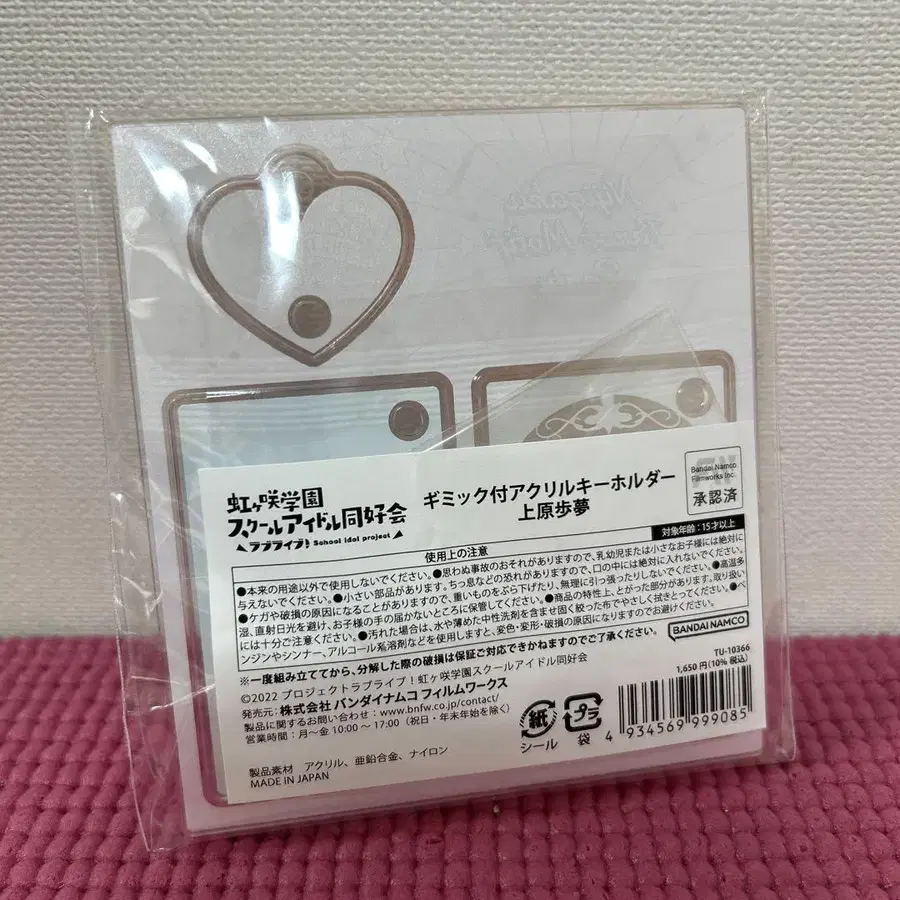 虹ヶ咲学園
スクールアイドル同好会
ラブライブ! School idol project
ギミック付アクリルキーホルダー
上原歩夢
Bandai Namco
Filmworks Inc.
承認済
対象年齢:15才以上
使用上の注意
●本来の用途以外で使用しないでください。●思わぬ事故のおそれがありますので、乳幼児または小さなお子様には絶対に
与えないでください。●小さい部品があります。ちっ息などの恐れがありますので、口の中には絶対に入れないでください。
●ケガや破損の原因になることがありますので、重いものをぶら下げたり、無理に引っ張ったりしないでください。●高温多
湿、直射日光を避け、お子様の手の届かないところに保管してください。●商品の特性上、とがった部分があります。取り扱い
には十分ご注意ください。●汚れた場合は、水や薄めた中性洗剤を含ませ固く絞った布でやさしく拭きとってください。●ベ
ンジンやシンナー、アルコール系溶剤などを使用しますと、変色・変形・破損の原因になりますのでお避けください。
※一度組み立ててから、分解した際の破損は保証ご対応できかねますのでご了承ください。
BANDAI NAMCO
©2022 プロジェクトラブライブ!虹ヶ咲学園スクールアイドル同好会
発売元:株式会社 バンダイナムコ フィルムワークス
製品に関するお問い合わせ:www.bnfw.co.jp/contact/
営業時間:月~金 10:00 ~ 17:00(祝日・年末年始を除く)
TU-10366
1,650 円(10% 税込)
紙
シール
プラ
袋
4 934569 999085
製品素材 アクリル、亜鉛合金、ナイロン
MADE IN JAPAN